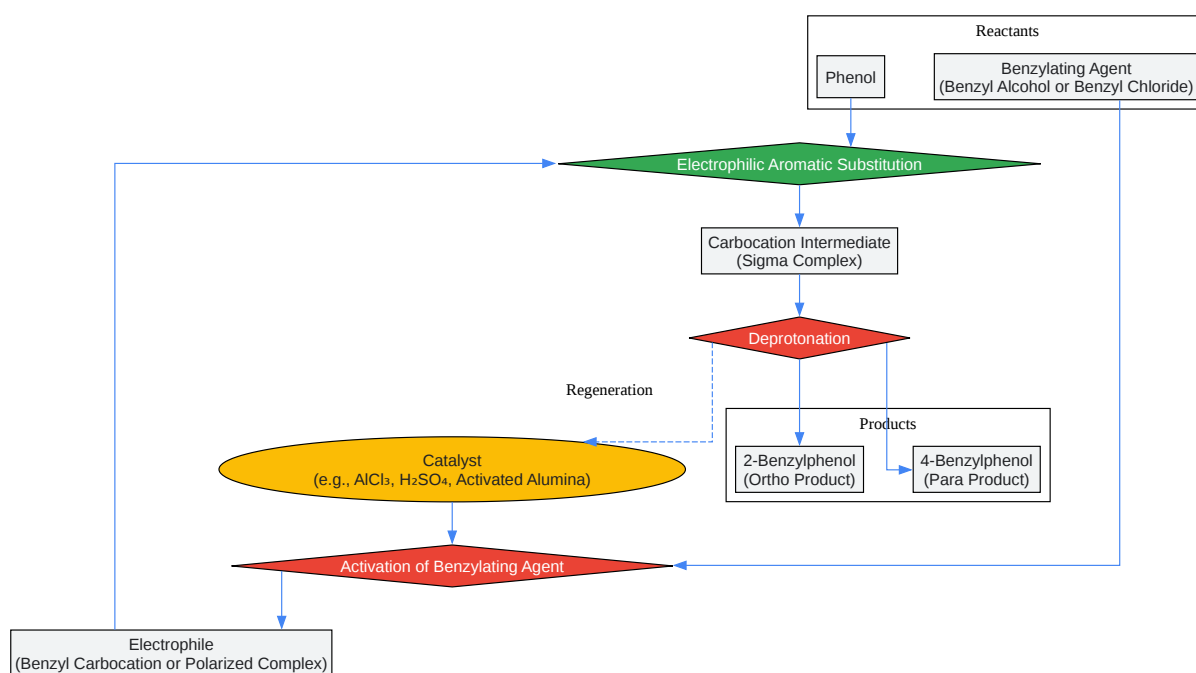 Reactants
Phenol
Benzylating Agent
(Benzyl Alcohol or Benzyl Chloride)
Electrophilic Aromatic Substitution
Carbocation Intermediate
(Sigma Complex)
Deprotonation
Regeneration
Products
2-Benzylphenol
(Ortho Product)
4-Benzylphenol
(Para Product)
Catalyst
(e.g., AlCl₃, H₂SO₄, Activated Alumina)
Activation of Benzylating Agent
Electrophile
(Benzyl Carbocation or Polarized Complex)